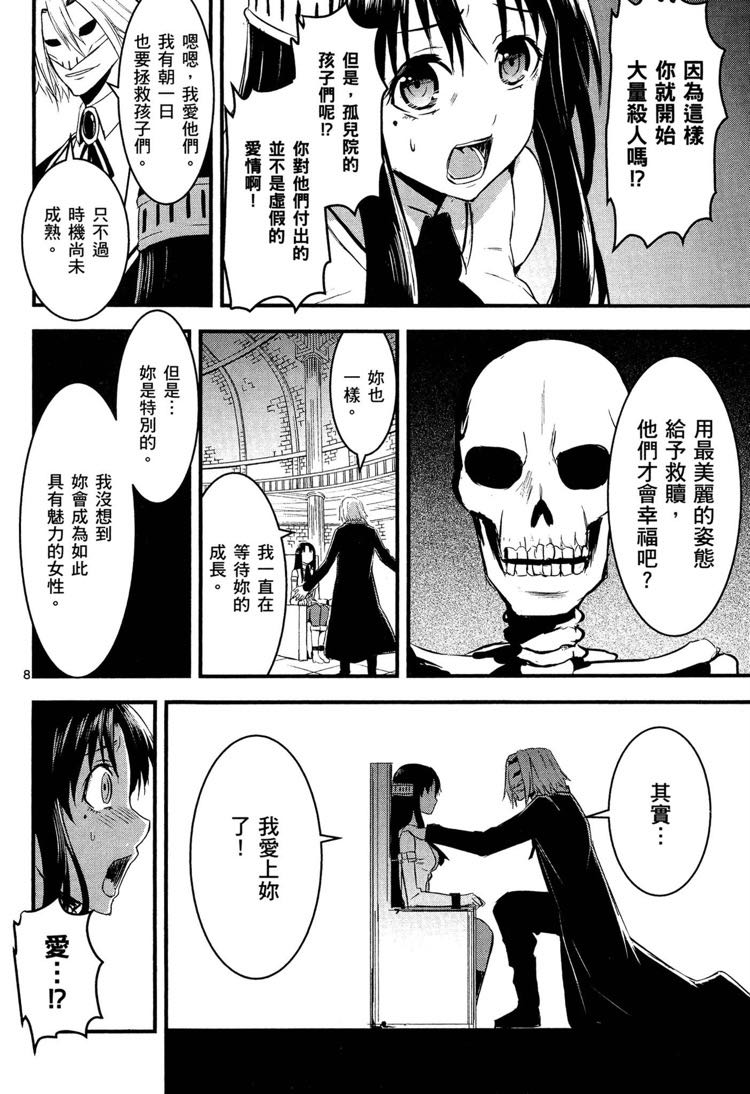 因為這樣
你就開始
大量殺人嗎!?
但是，孤兒院的
孩子們呢!?
你對他們付出的
並不是虛假的
愛情啊！
嗯嗯，我愛他們。
我有朝一日
也要拯救孩子們。
只不過
時機尚未
成熟。
用最美麗的姿態
給予救贖，
他們才會幸福吧？
妳也
一樣。
我一直在
等待妳的
成長。
但是…
妳是特別的。
我沒想到
妳會成為如此
具有魅力的女性。
8
其實…
我愛上妳
了！
愛…!?